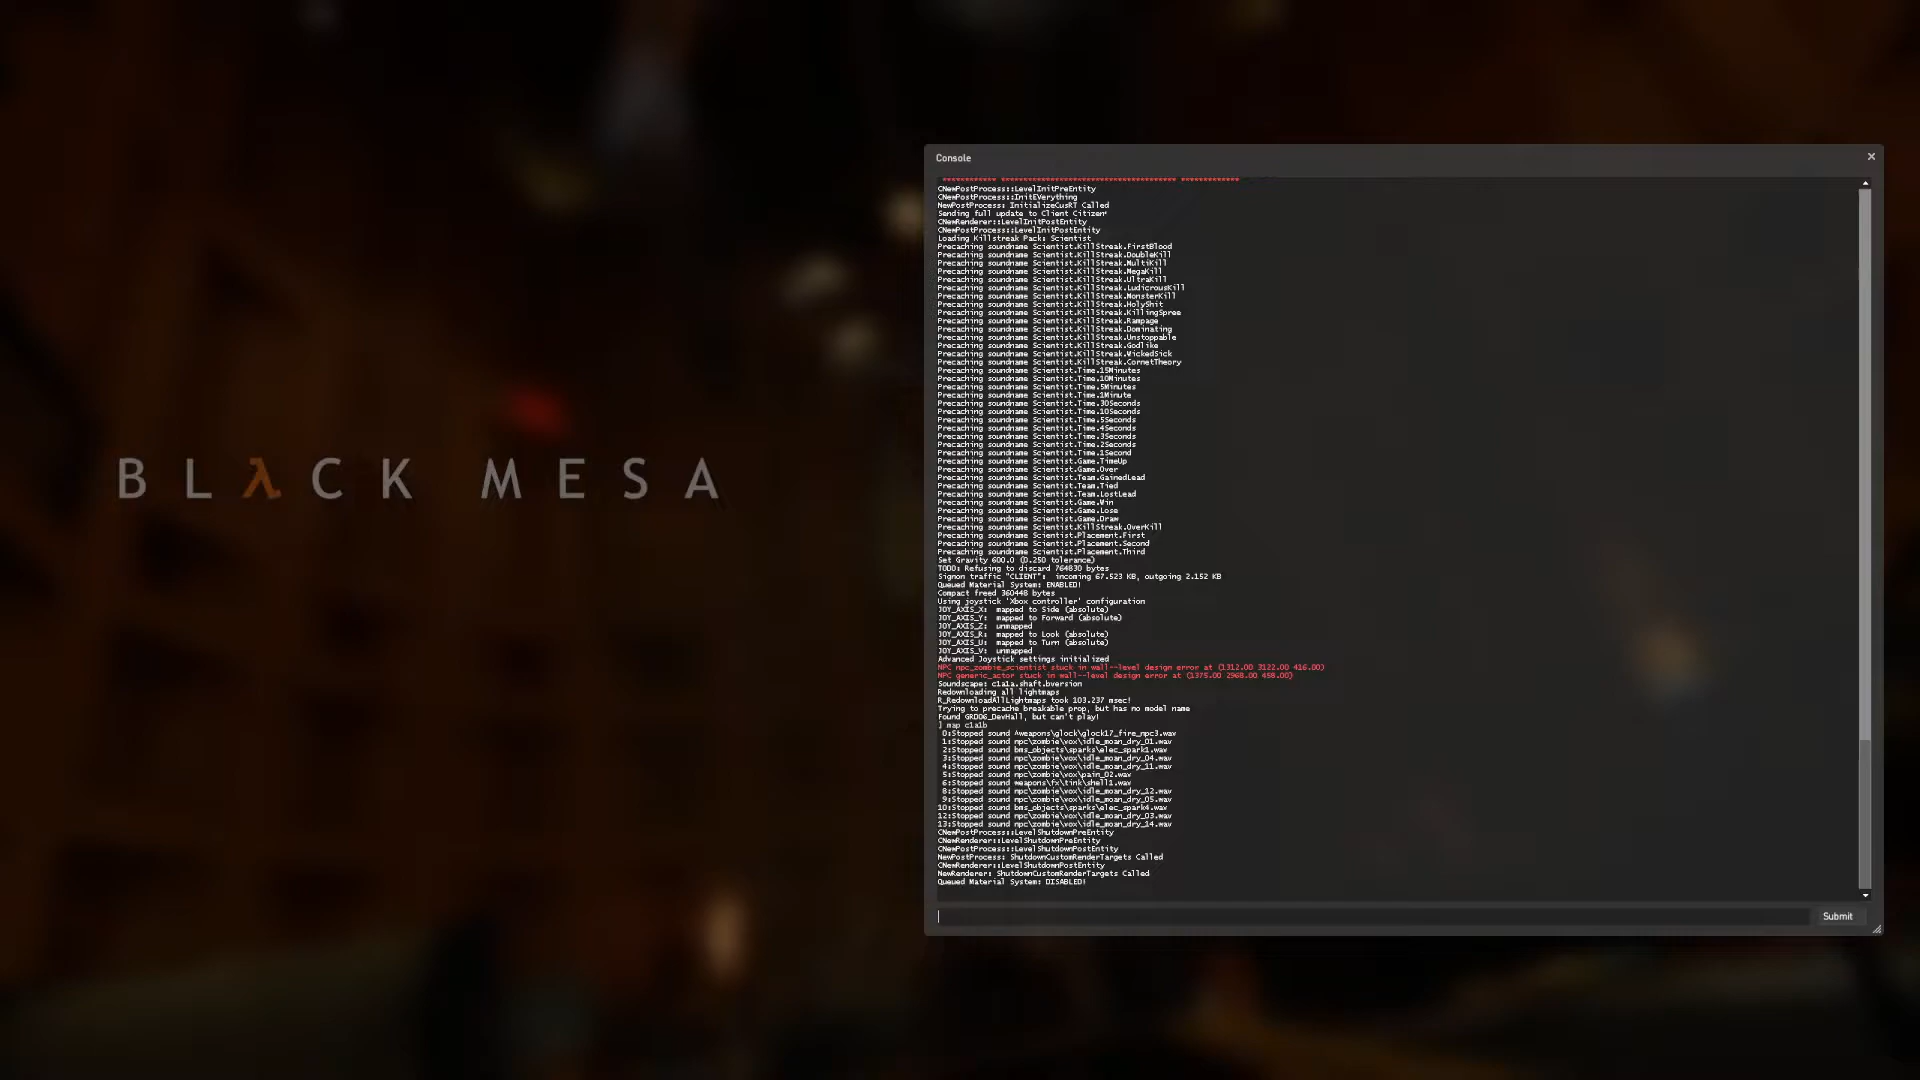 BLλCK MESA
Console
CNewPostProcess::LevelInitPreEntity
CNewPostProcess::InitEVerything
NewPostProcess: InitializeCusRT Called
Sending full update to Client Citizen¹
CNewRenderer::LevelInitPostEntity
CNewPostProcess::LevelInitPostEntity
Loading Killstreak Pack: Scientist
Precaching soundname Scientist.KillStreak.FirstBlood
Precaching soundname Scientist.KillStreak.DoubleKill
Precaching soundname Scientist.KillStreak.MultiKill
Precaching soundname Scientist.KillStreak.MegaKill
Precaching soundname Scientist.KillStreak.UltraKill
Precaching soundname Scientist.KillStreak.LudicrousKill
Precaching soundname Scientist.KillStreak.MonsterKill
Precaching soundname Scientist.KillStreak.HolyShit
Precaching soundname Scientist.KillStreak.KillingSpree
Precaching soundname Scientist.KillStreak.Rampage
Precaching soundname Scientist.KillStreak.Dominating
Precaching soundname Scientist.KillStreak.Unstoppable
Precaching soundname Scientist.KillStreak.Godlike
Precaching soundname Scientist.KillStreak.WickedSick
Precaching soundname Scientist.KillStreak.CornetTheory
Precaching soundname Scientist.Time.15Minutes
Precaching soundname Scientist.Time.10Minutes
Precaching soundname Scientist.Time.5Minutes
Precaching soundname Scientist.Time.1Minute
Precaching soundname Scientist.Time.30Seconds
Precaching soundname Scientist.Time.10Seconds
Precaching soundname Scientist.Time.5Seconds
Precaching soundname Scientist.Time.4Seconds
Precaching soundname Scientist.Time.3Seconds
Precaching soundname Scientist.Time.2Seconds
Precaching soundname Scientist.Time.1Second
Precaching soundname Scientist.Game.TimeUp
Precaching soundname Scientist.Game.Over
Precaching soundname Scientist.Team.GainedLead
Precaching soundname Scientist.Team.Tied
Precaching soundname Scientist.Team.LostLead
Precaching soundname Scientist.Game.Win
Precaching soundname Scientist.Game.Lose
Precaching soundname Scientist.Game.Draw
Precaching soundname Scientist.KillStreak.OverKill
Precaching soundname Scientist.Placement.First
Precaching soundname Scientist.Placement.Second
Precaching soundname Scientist.Placement.Third
Set Gravity 600.0 (0.250 tolerance)
TODO: Refusing to discard 764830 bytes
Signon traffic "CLIENT": incoming 67.523 KB, outgoing 2.152 KB
Queued Material System: ENABLED!
Compact freed 360448 bytes
Using joystick 'Xbox controller' configuration
JOY_AXIS_X: mapped to Side (absolute)
JOY_AXIS_Y: mapped to Forward (absolute)
JOY_AXIS_Z: unmapped
JOY_AXIS_R: mapped to Look (absolute)
JOY_AXIS_U: mapped to Turn (absolute)
JOY_AXIS_V: unmapped
Advanced Joystick settings initialized
NPC npc_zombie_scientist stuck in wall--level design error at (1312.00 3122.00 416.00)
NPC generic_actor stuck in wall--level design error at (1375.00 2968.00 458.00)
Soundscape: c1a1a.shaft.bversion
Redownloading all lightmaps
R_RedownloadAllLightmaps took 103.237 msec!
Trying to precache breakable prop, but has no model name
Found GRDD6_DevHall, but can't play!
] map c1a1b
0:Stopped sound ^weapons\glock\glock17_fire_npc3.wav
1:Stopped sound npc\zombie\vox\idle_moan_dry_01.wav
2:Stopped sound bms_objects\sparks\elec_spark1.wav
3:Stopped sound npc\zombie\vox\idle_moan_dry_04.wav
4:Stopped sound npc\zombie\vox\idle_moan_dry_11.wav
5:Stopped sound npc\zombie\vox\pain_02.wav
6:Stopped sound weapons\fx\tink\shell1.wav
8:Stopped sound npc\zombie\vox\idle_moan_dry_12.wav
9:Stopped sound npc\zombie\vox\idle_moan_dry_05.wav
10:Stopped sound bms_objects\sparks\elec_spark4.wav
12:Stopped sound npc\zombie\vox\idle_moan_dry_03.wav
13:Stopped sound npc\zombie\vox\idle_moan_dry_14.wav
CNewPostProcess::LevelShutdownPreEntity
CNewRenderer::LevelShutdownPreEntity
CNewPostProcess::LevelShutdownPostEntity
NewPostProcess: ShutdownCustomRenderTargets Called
CNewRenderer::LevelShutdownPostEntity
NewRenderer: ShutdownCustomRenderTargets Called
Queued Material System: DISABLED!
Submit